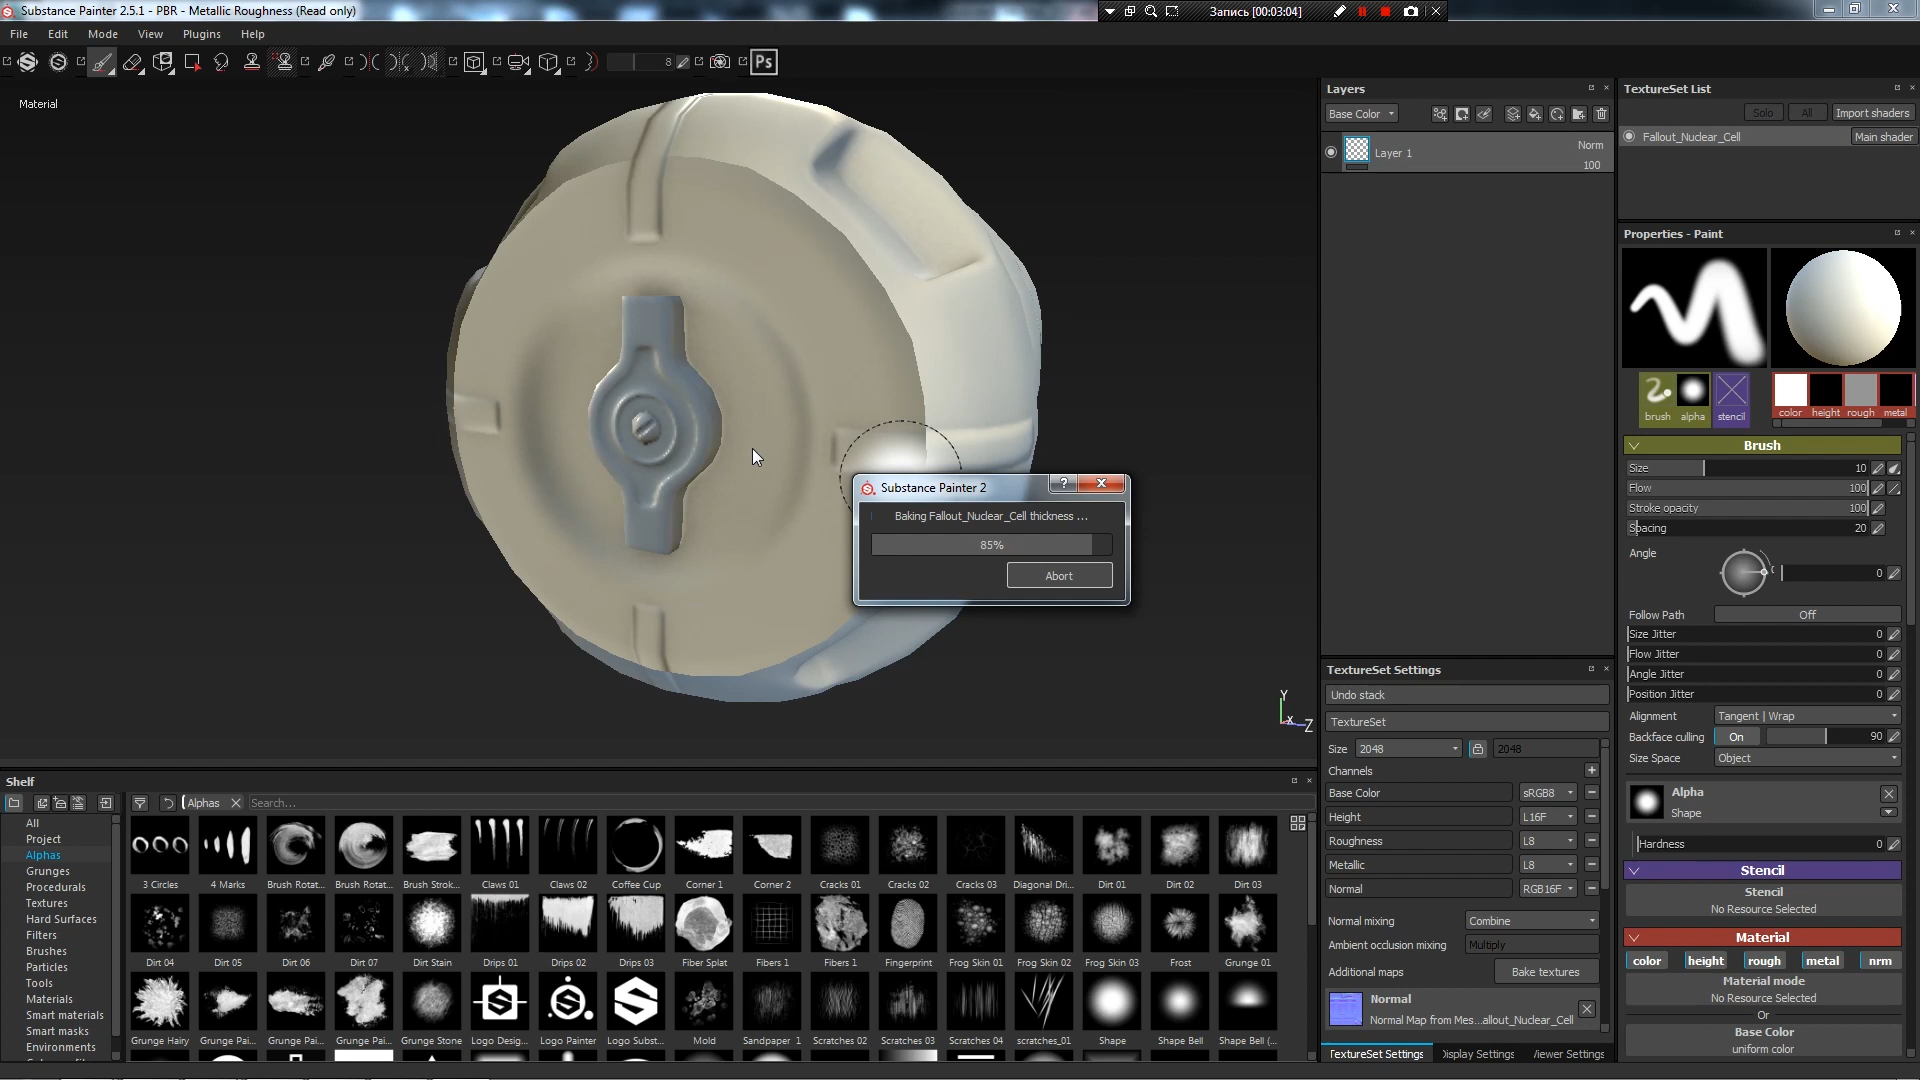 Substance Painter 2.5.1 - PBR - Metallic Roughness (Read only)
Запись [00:03:04]
File Edit Mode View Plugins Help
8
Ps
Material
Y
X
Z
Substance Painter 2
?
Baking Fallout_Nuclear_Cell thickness ...
85%
Abort
Layers
Base Color
Layer 1
Norm
100
TextureSet List
Solo All Import shaders
Fallout_Nuclear_Cell Main shader
Properties - Paint
brush alpha stencil color height rough metal
Brush
Size 10
Flow 100
Stroke opacity 100
Spacing 20
Angle 0
Follow Path Off
Size Jitter 0
Flow Jitter 0
Angle Jitter 0
Position Jitter 0
Alignment Tangent | Wrap
Backface culling On 90
Size Space Object
Alpha
Shape
Hardness 0
Stencil
Stencil
No Resource Selected
Material
color height rough metal nrm
Material mode
No Resource Selected
Or
Base Color
uniform color
TextureSet Settings
Undo stack
TextureSet
Size 2048 2048
Channels
Base Color sRGB8
Height L16F
Roughness L8
Metallic L8
Normal RGB16F
Normal mixing Combine
Ambient occlusion mixing Multiply
Additional maps Bake textures
Normal
Normal Map from Mes...allout_Nuclear_Cell
TextureSet Settings Display Settings Viewer Settings
Shelf
Alphas Search...
All
Project
Alphas
Grunges
Procedurals
Textures
Hard Surfaces
Filters
Brushes
Particles
Tools
Materials
Smart materials
Smart masks
Environments
3 Circles 4 Marks Brush Rotat... Brush Rotat... Brush Strok... Claws 01 Claws 02 Coffee Cup Corner 1 Corner 2 Cracks 01 Cracks 02 Cracks 03 Diagonal Dri... Dirt 01 Dirt 02 Dirt 03
Dirt 04 Dirt 05 Dirt 06 Dirt 07 Dirt Stain Drips 01 Drips 02 Drips 03 Fiber Splat Fibers 1 Fibers 1 Fingerprint Frog Skin 01 Frog Skin 02 Frog Skin 03 Frost Grunge 01
Grunge Hairy Grunge Pai... Grunge Pai... Grunge Pai... Grunge Stone Logo Desig... Logo Painter Logo Subst... Mold Sandpaper 1 Scratches 02 Scratches 03 Scratches 04 scratches_01 Shape Shape Bell Shape Bell (...